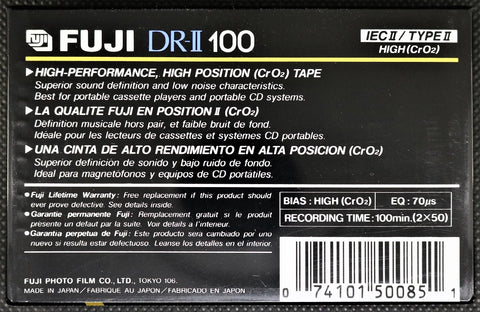 FUJI DR-II 100
IEC II / TYPE II
HIGH (CrO2)
HIGH-PERFORMANCE, HIGH POSITION (CrO2) TAPE
Superior sound definition and low noise characteristics.
Best for portable cassette players and portable CD systems.
LA QUALITE FUJI EN POSITION II (CrO2)
Définition musicale hors pair, et faible bruit de fond.
Idéale pour les lecteurs de cassettes et systèmes CD portables.
UNA CINTA DE ALTO RENDIMIENTO EN ALTA POSICION (CrO2)
Superior definición de sonido y bajo ruido de fondo.
Ideal para magnetófonos y equipos de CD portátiles.
● Fuji Lifetime Warranty: Free replacement if this product should
ever prove defective. See details inside.
● Garantie permanente Fuji: Remplacement gratuit si le produit
presente un defaut par la suite. Voir details a l'interieur.
● Garantia perpetua de Fuji: Este producto sera cambiado por uno
nuevo si resulta estar defectuoso. Leanse los detalles en el interior.
BIAS : HIGH (CrO2) EQ : 70μs
RECORDING TIME : 100min. (2×50)
FUJI PHOTO FILM CO., LTD., TOKYO 106.
MADE IN JAPAN / FABRIQUE AU JAPON / FABRICADO EN JAPON
0 74101 50085 1